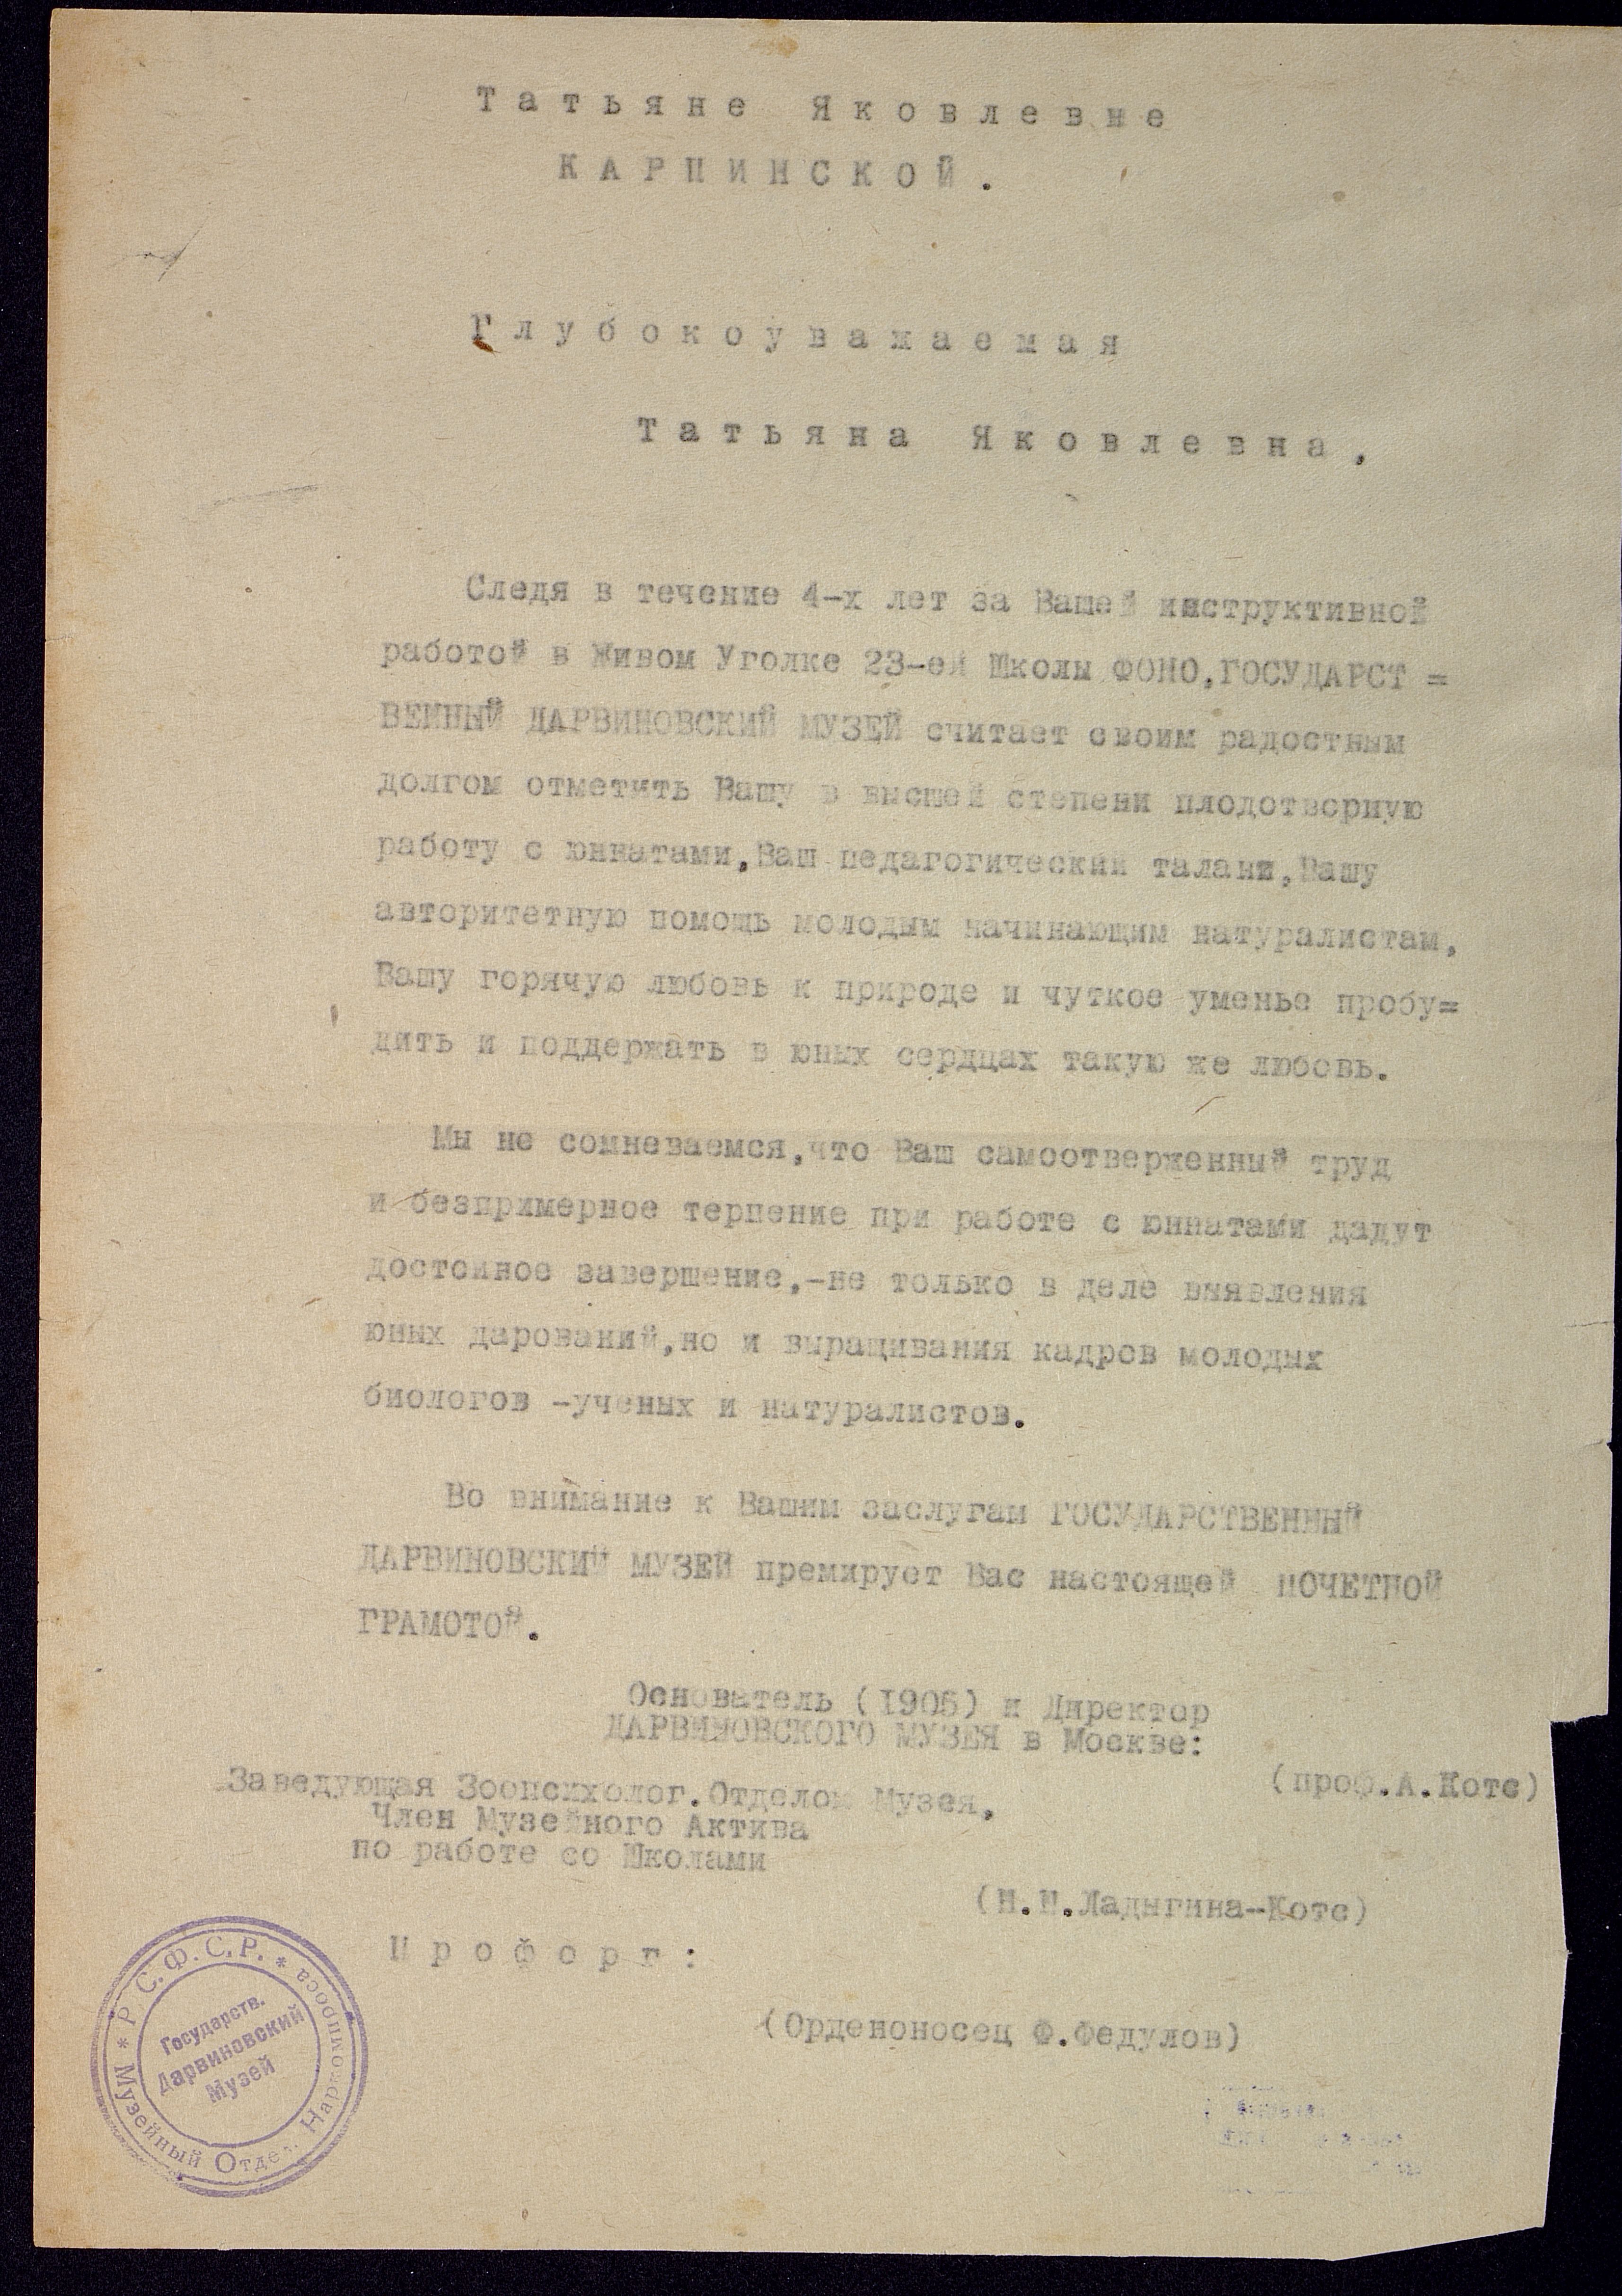 Татьяне Яковлевне
КАРПИНСКОЙ.
Глубокоуважаемая
Татьяна Яковлевна,
Следя в течение 4-х лет за Вашей инструктивной
работой в Живом Уголке 23-ей Школы ФОНО,ГОСУДАРСТ=
ВЕННЫЙ ДАРВИНОВСКИЙ МУЗЕЙ считает своим радостным
долгом отметить Вашу в высшей степени плодотворную
работу с юннатами,Ваш педагогический талант,Вашу
авторитетную помощь молодым начинающим натуралистам,
Вашу горячую любовь к природе и чуткое уменье пробу=
дить и поддержать в юных сердцах такую же любовь.
Мы не сомневаемся,что Ваш самоотверженный труд
и безпримерное терпение при работе с юннатами дадут
достойное завершение,-не только в деле выявления
юных дарований,но и выращивания кадров молодых
биологов -ученых и натуралистов.
Во внимание к Вашим заслугам ГОСУДАРСТВЕННЫЙ
ДАРВИНОВСКИЙ МУЗЕЙ премирует Вас настоящей ПОЧЕТНОЙ
ГРАМОТОЙ.
Основатель (1905) и Директор
ДАРВИНОВСКОГО МУЗЕЯ в Москве:
(проф.А.Котс)
Заведующая Зоопсихолог.Отделом Музея,
Член Музейного Актива
по работе со Школами
(Н.Н.Ладыгина-Котс)
Профорг:
(Орденоносец Ф.Федулов)
* Р.С.Ф.С.Р. *
Музейный Отдел Наркомпроса
Государств.
Дарвиновский
Музей